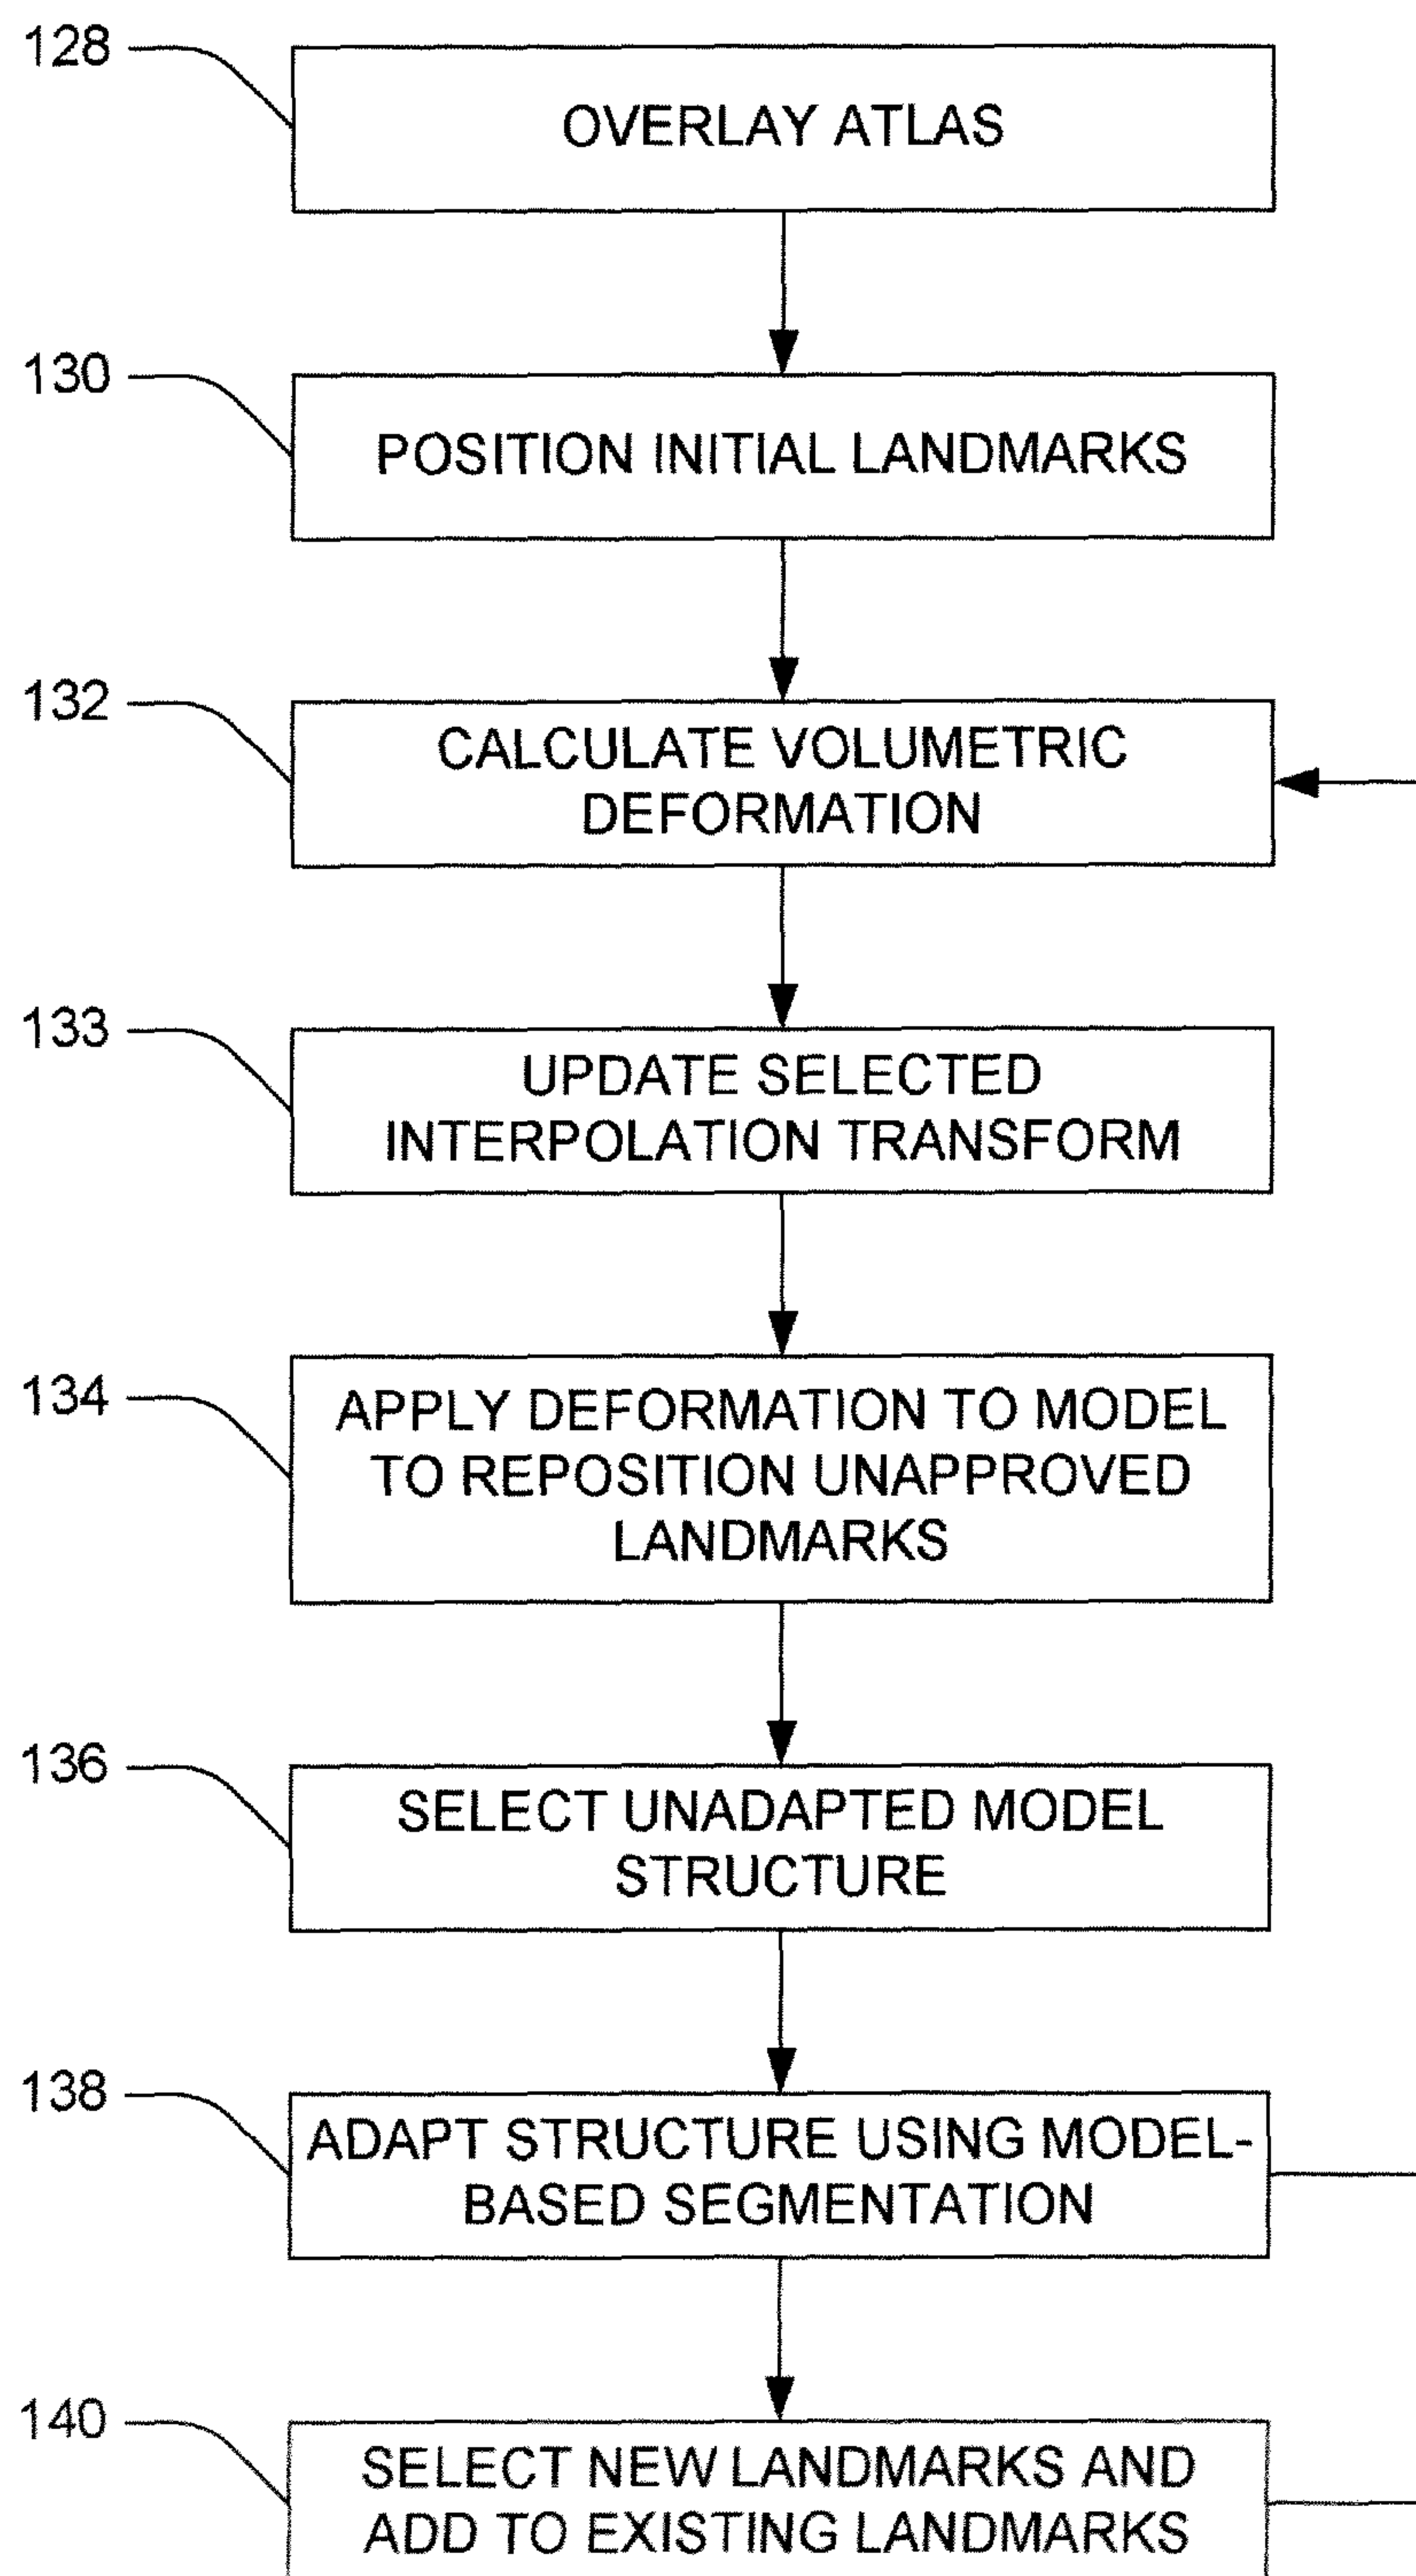 128
OVERLAY ATLAS
130
POSITION INITIAL LANDMARKS
132
CALCULATE VOLUMETRIC
DEFORMATION
133
UPDATE SELECTED
INTERPOLATION TRANSFORM
134
APPLY DEFORMATION TO MODEL
TO REPOSITION UNAPPROVED
LANDMARKS
136
SELECT UNADAPTED MODEL
STRUCTURE
138
ADAPT STRUCTURE USING MODEL-
BASED SEGMENTATION
140
SELECT NEW LANDMARKS AND
ADD TO EXISTING LANDMARKS